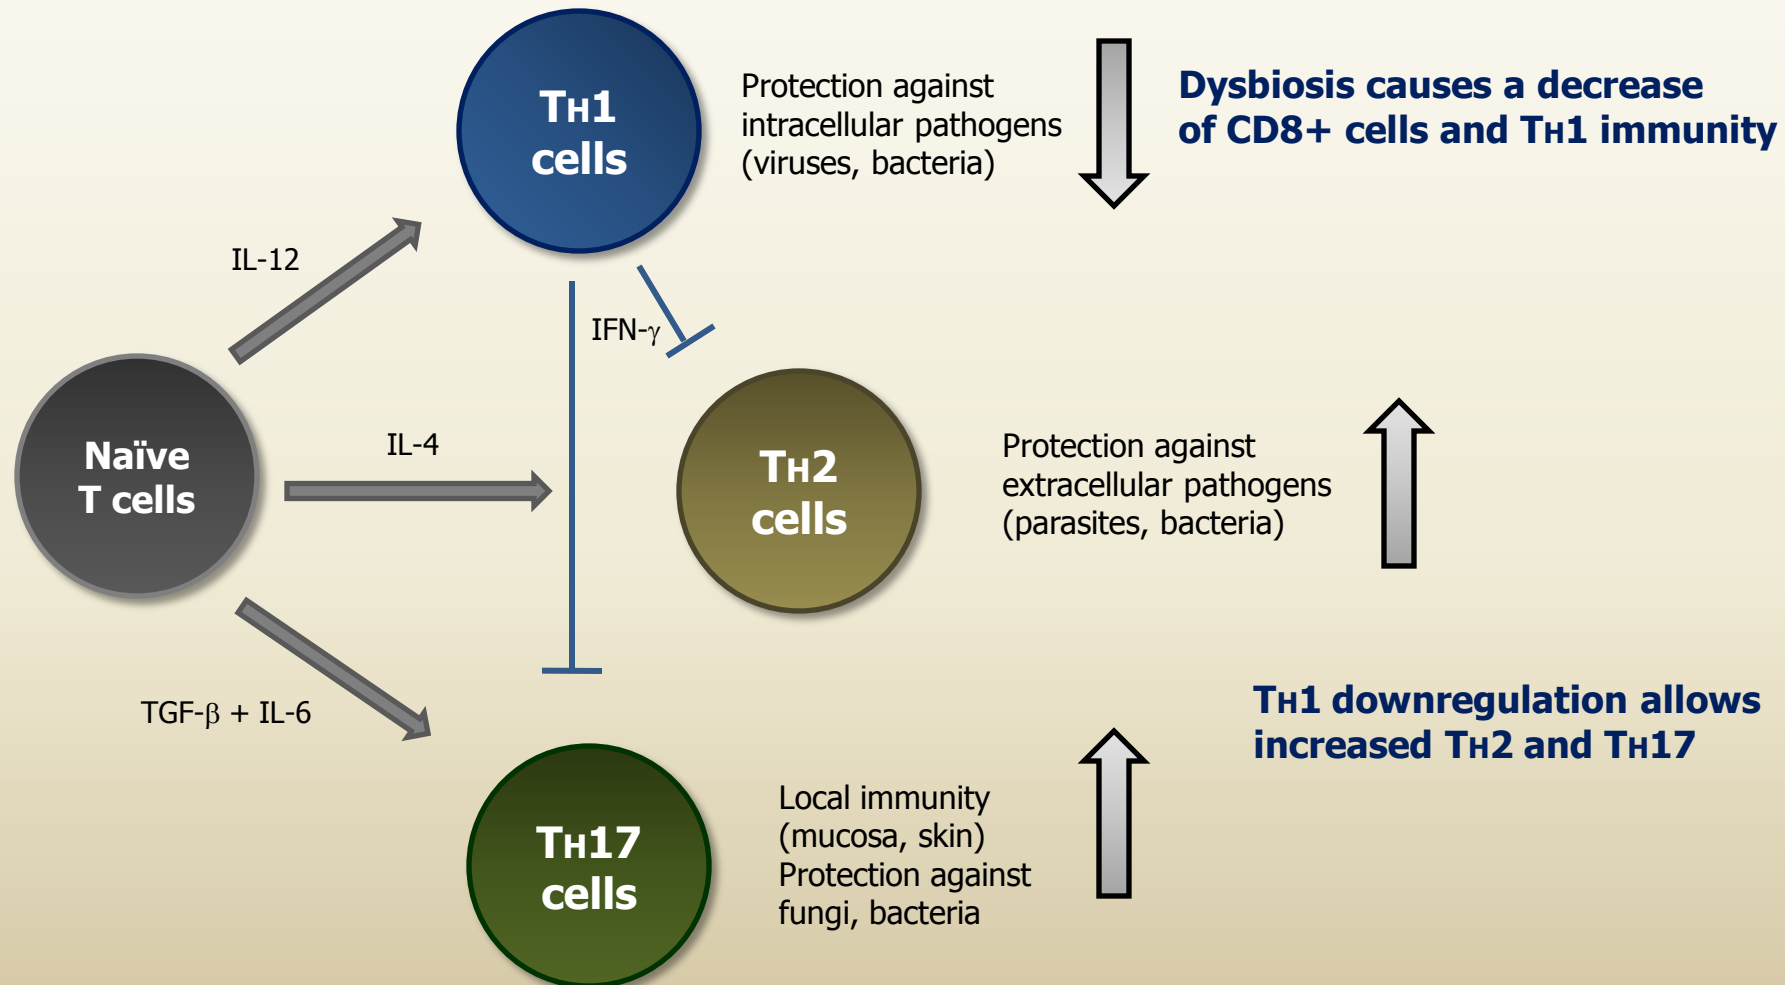 TH1
cells
Protection against
intracellular pathogens
(viruses, bacteria)
Dysbiosis causes a decrease
of CD8+ cells and TH1 immunity
IL-12
IFN-γ
Naïve
T cells
IL-4
TH2
cells
Protection against
extracellular pathogens
(parasites, bacteria)
TGF-β + IL-6
TH1 downregulation allows
increased TH2 and TH17
TH17
cells
Local immunity
(mucosa, skin)
Protection against
fungi, bacteria